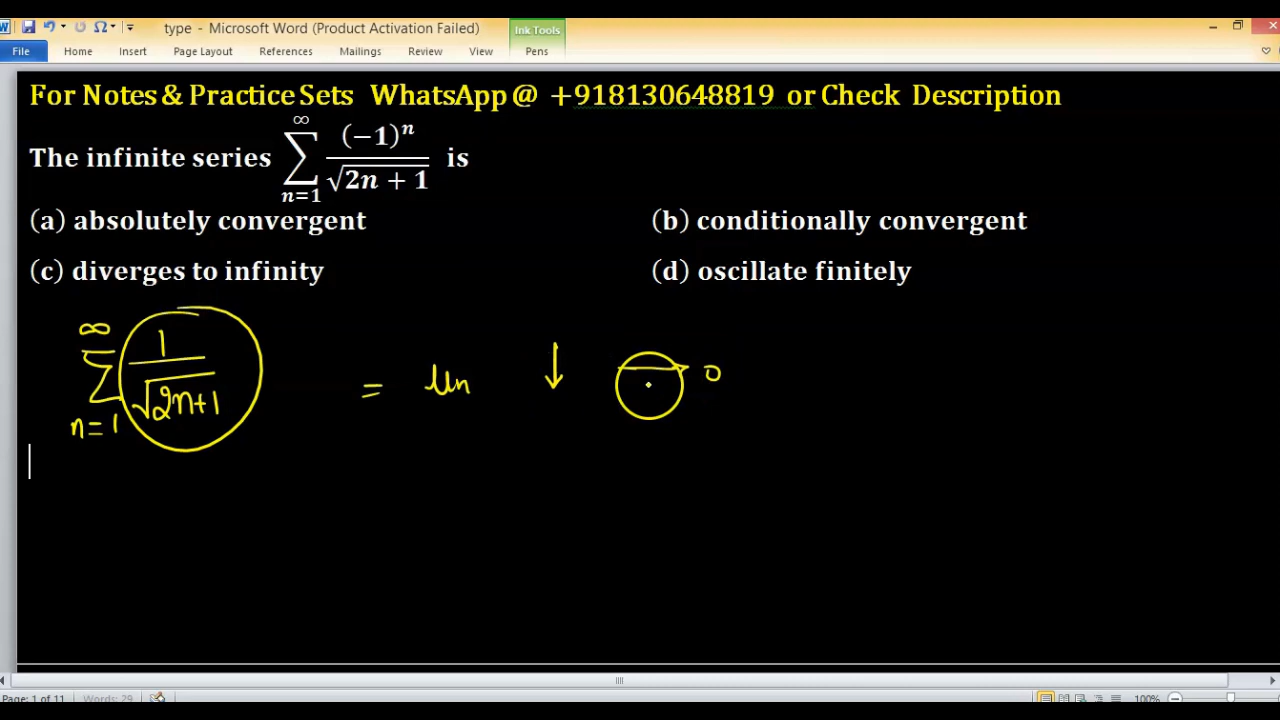 type - Microsoft Word (Product Activation Failed)
Ink Tools
File Home Insert Page Layout References Mailings Review View Pens
For Notes & Practice Sets WhatsApp @ +918130648819 or Check Description
The infinite series ∑_{n=1}^{∞} (−1)ⁿ/√(2n + 1) is
(a) absolutely convergent (b) conditionally convergent
(c) diverges to infinity (d) oscillate finitely
∑_{n=1}^{∞} 1/√(2n+1) = un ↓ → 0
Page: 1 of 11 Words: 29 100%